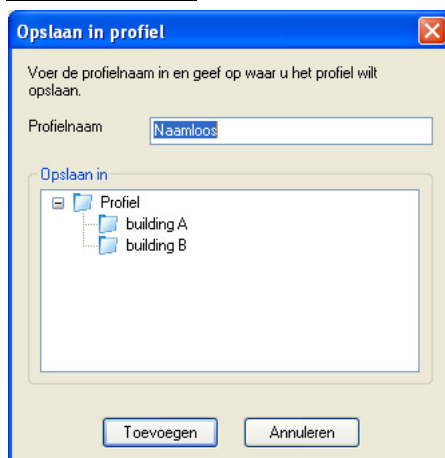 Opslaan in profiel
Voer de profielnaam in en geef op waar u het profiel wilt
opslaan.
Profielnaam Naamloos
Opslaan in
Profiel
building A
building B
Toevoegen Annuleren